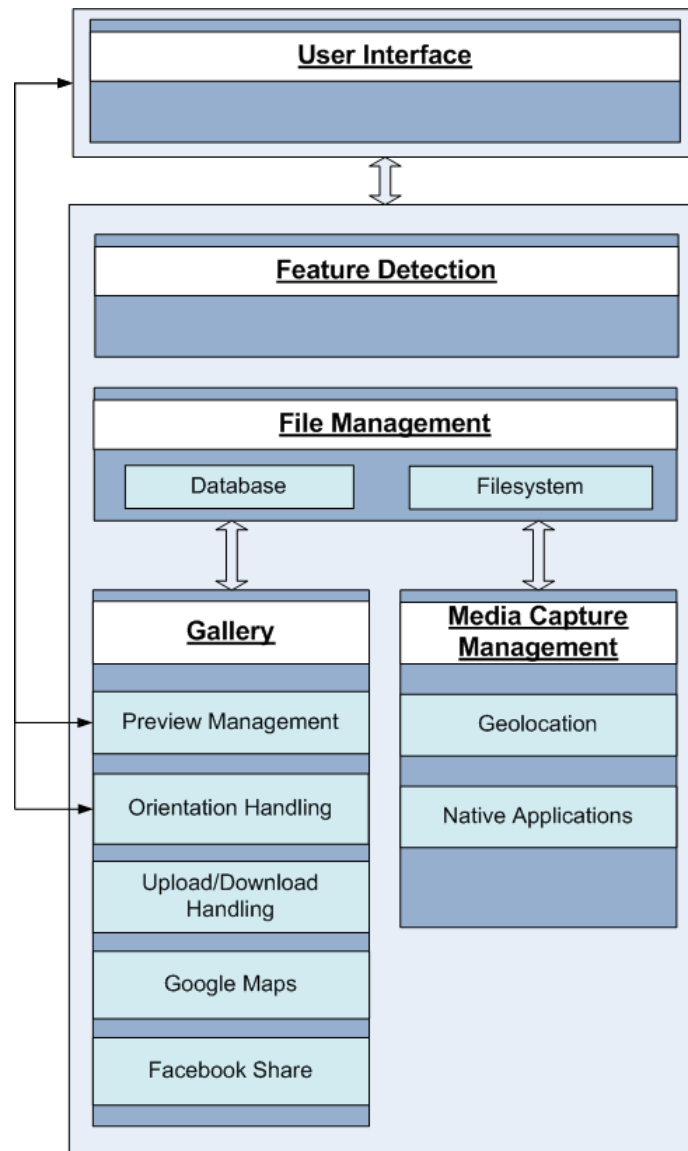 User Interface
Feature Detection
File Management
Database
Filesystem
Gallery
Preview Management
Orientation Handling
Upload/Download
Handling
Google Maps
Facebook Share
Media Capture
Management
Geolocation
Native Applications